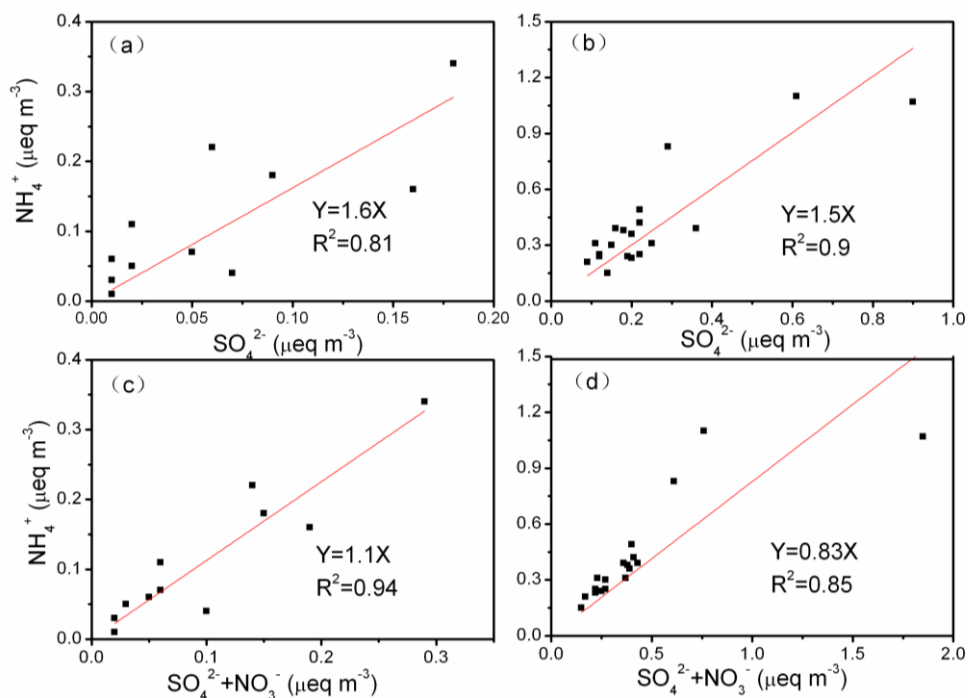 （a）
0.4
0.3
0.2
0.1
0.0
NH₄⁺ (μeq m⁻³)
Y=1.6X
R²=0.81
0.00 0.05 0.10 0.15 0.20
SO₄²⁻ (μeq m⁻³)
（b）
1.5
1.2
0.9
0.6
0.3
0.0
Y=1.5X
R²=0.9
0.0 0.2 0.4 0.6 0.8 1.0
SO₄²⁻ (μeq m⁻³)
（c）
0.4
0.3
0.2
0.1
0.0
NH₄⁺ (μeq m⁻³)
Y=1.1X
R²=0.94
0.0 0.1 0.2 0.3
SO₄²⁻+NO₃⁻ (μeq m⁻³)
（d）
1.5
1.2
0.9
0.6
0.3
0.0
Y=0.83X
R²=0.85
0.0 0.5 1.0 1.5 2.0
SO₄²⁻+NO₃⁻ (μeq m⁻³)